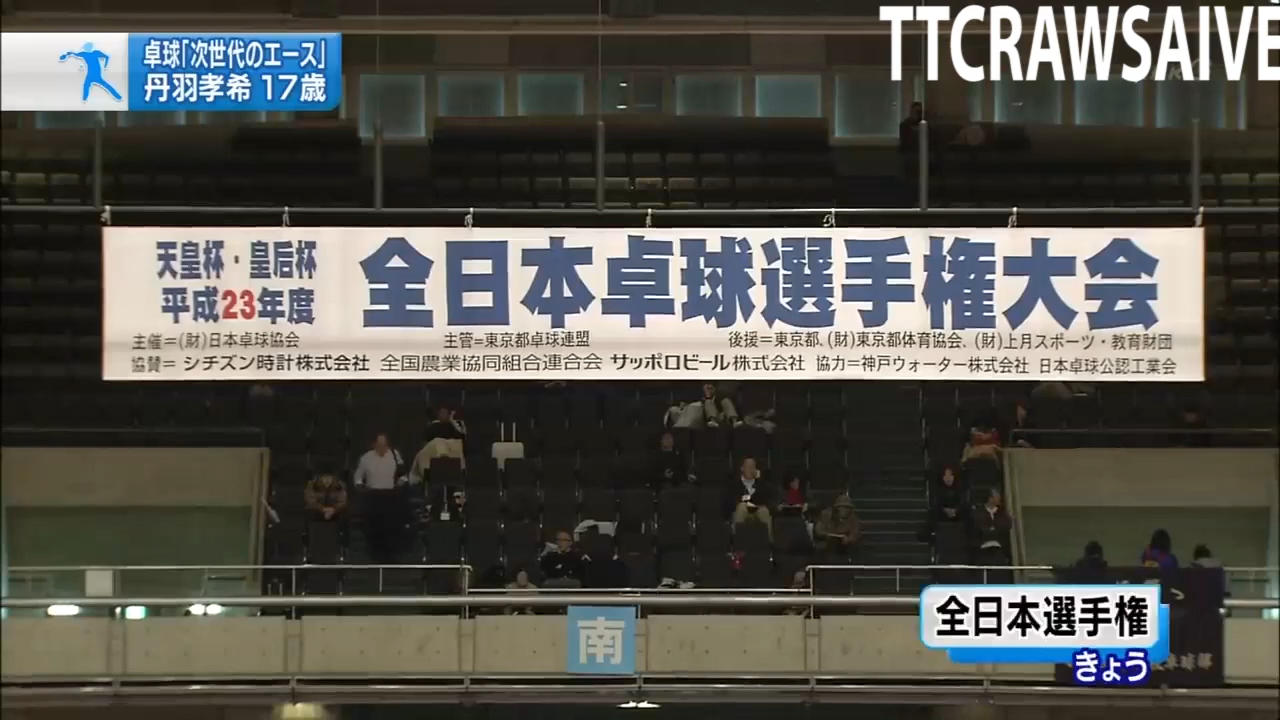 TTCRAWSAIVE
卓球「次世代のエース」
丹羽孝希 17歳
天皇杯・皇后杯
平成23年度
全日本卓球選手権大会
主催=(財)日本卓球協会 主管=東京都卓球連盟 後援=東京都、(財)東京都体育協会、(財)上月スポーツ・教育財団
協賛=シチズン時計株式会社 全国農業協同組合連合会 サッポロビール株式会社 協力=神戸ウォーター株式会社 日本卓球公認工業会
南
全日本選手権
きょう
卓球部